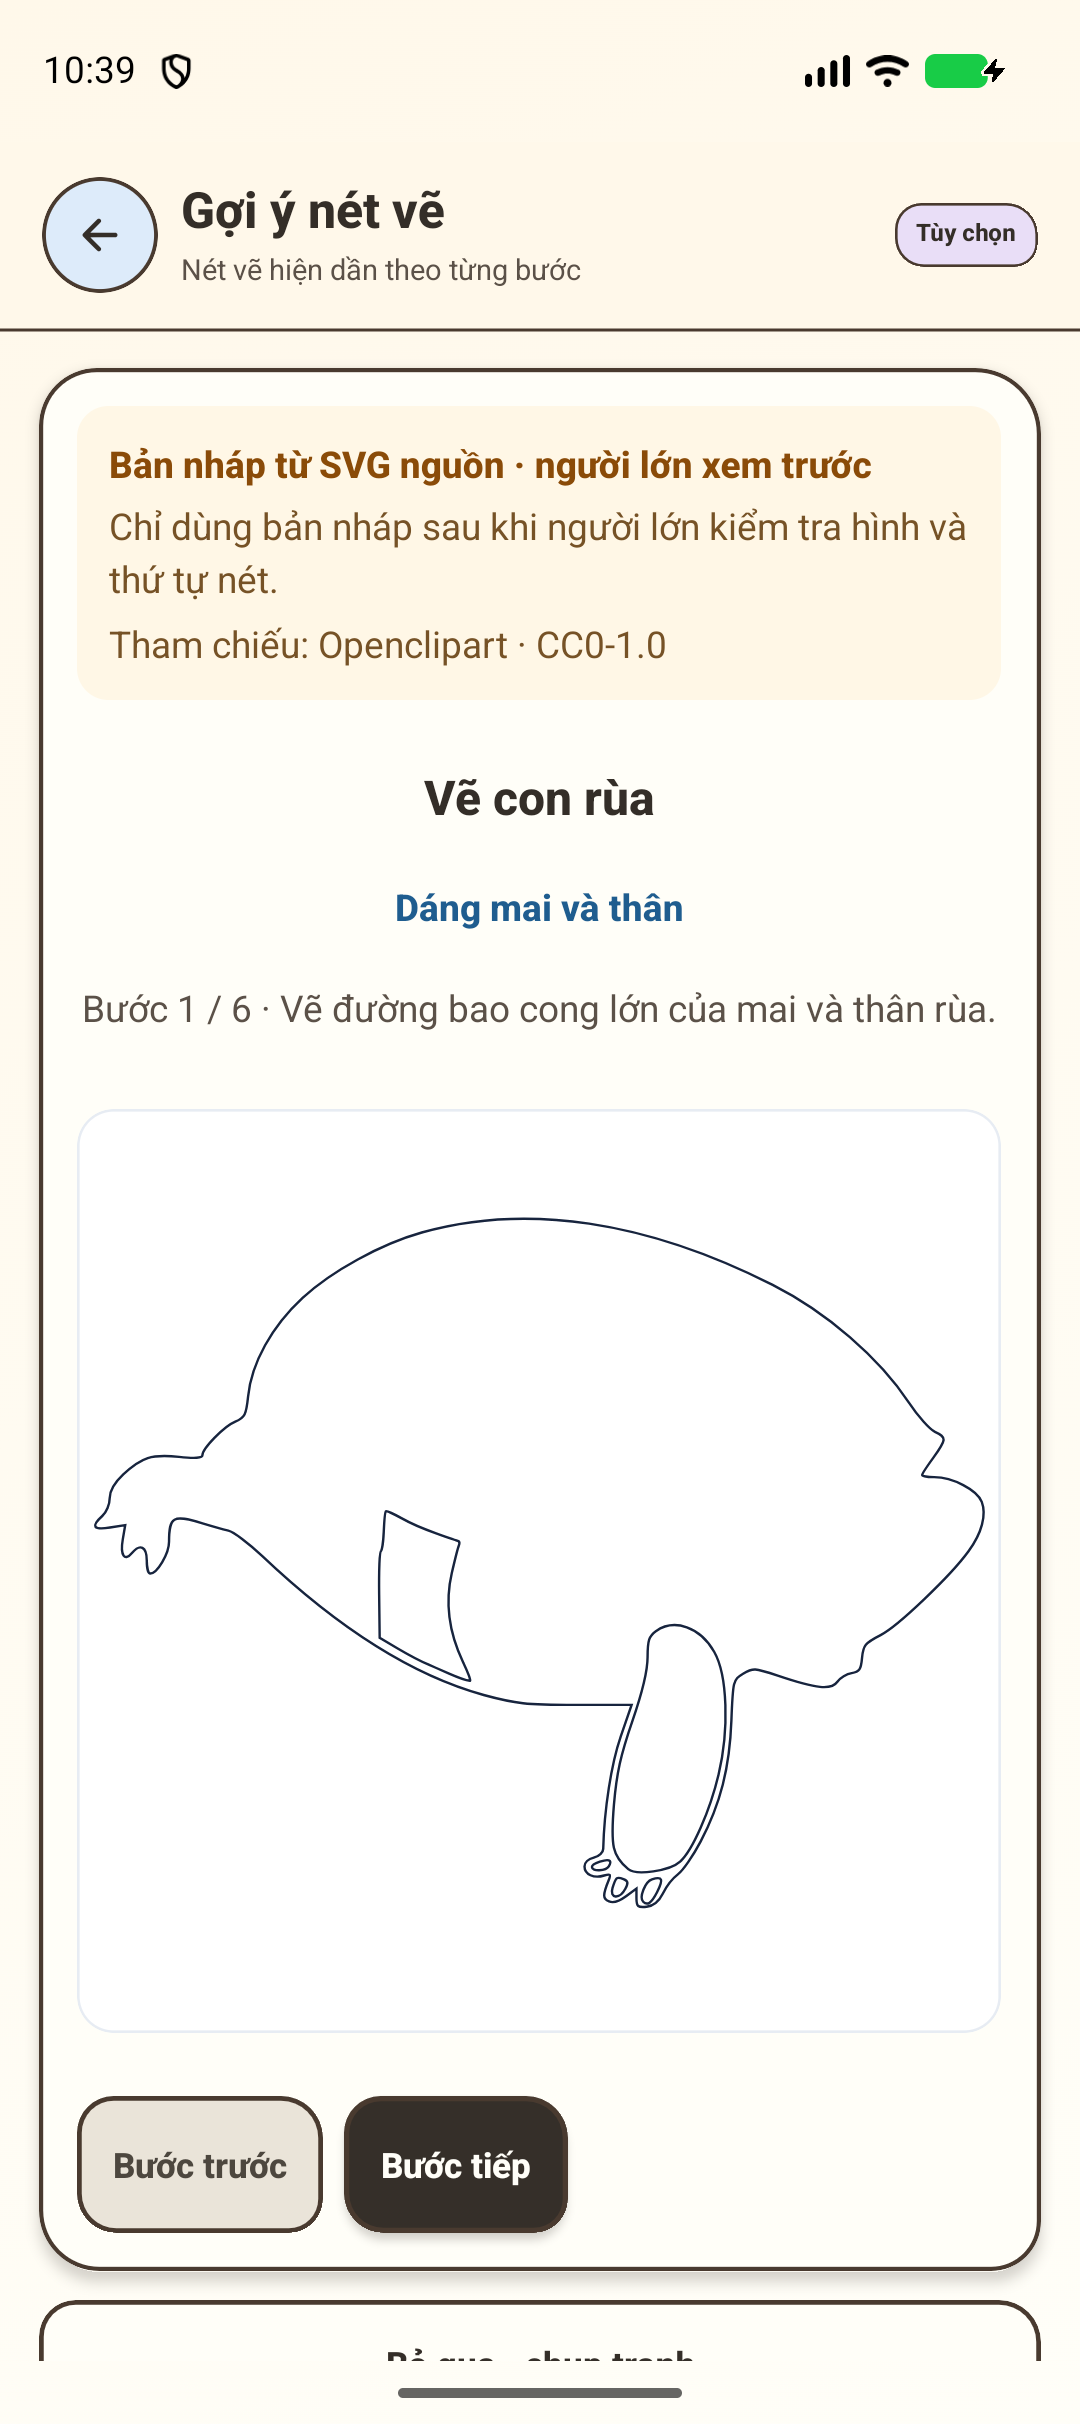 10:39
Gợi ý nét vẽ
Nét vẽ hiện dần theo từng bước
Tùy chọn
Bản nháp từ SVG nguồn · người lớn xem trước
Chỉ dùng bản nháp sau khi người lớn kiểm tra hình và
thứ tự nét.
Tham chiếu: Openclipart · CC0-1.0
Vẽ con rùa
Dáng mai và thân
Bước 1 / 6 · Vẽ đường bao cong lớn của mai và thân rùa.
Bước trước
Bước tiếp